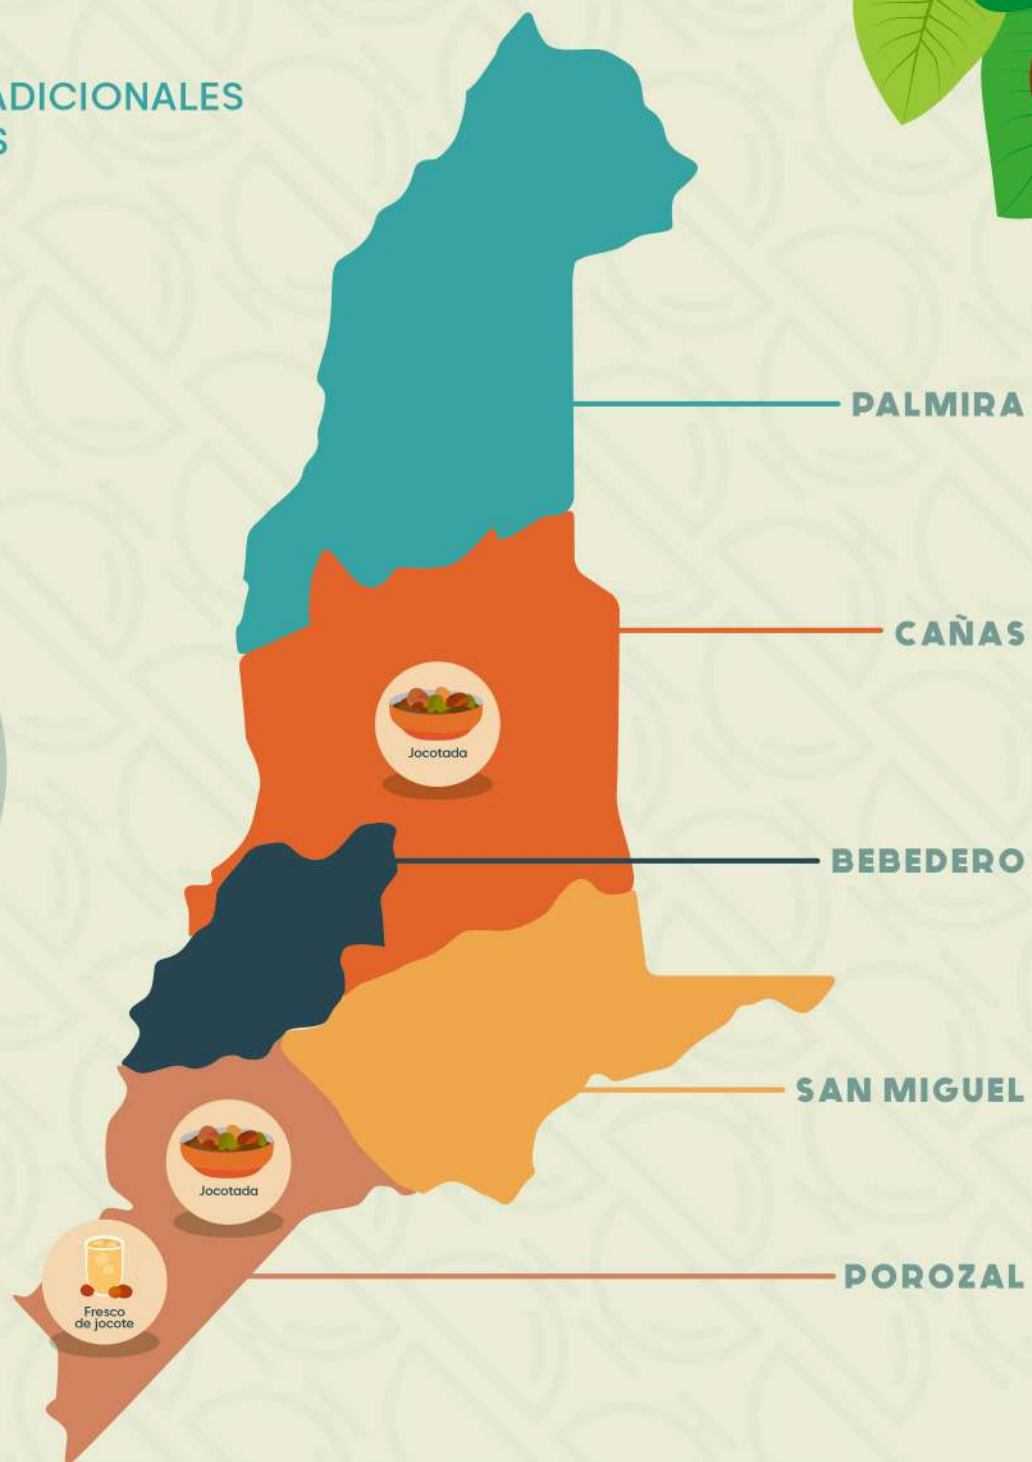 ADICIONALES
S
PALMIRA
CAÑAS
Jocotada
BEBEDERO
SAN MIGUEL
Jocotada
POROZAL
Fresco
de jocote